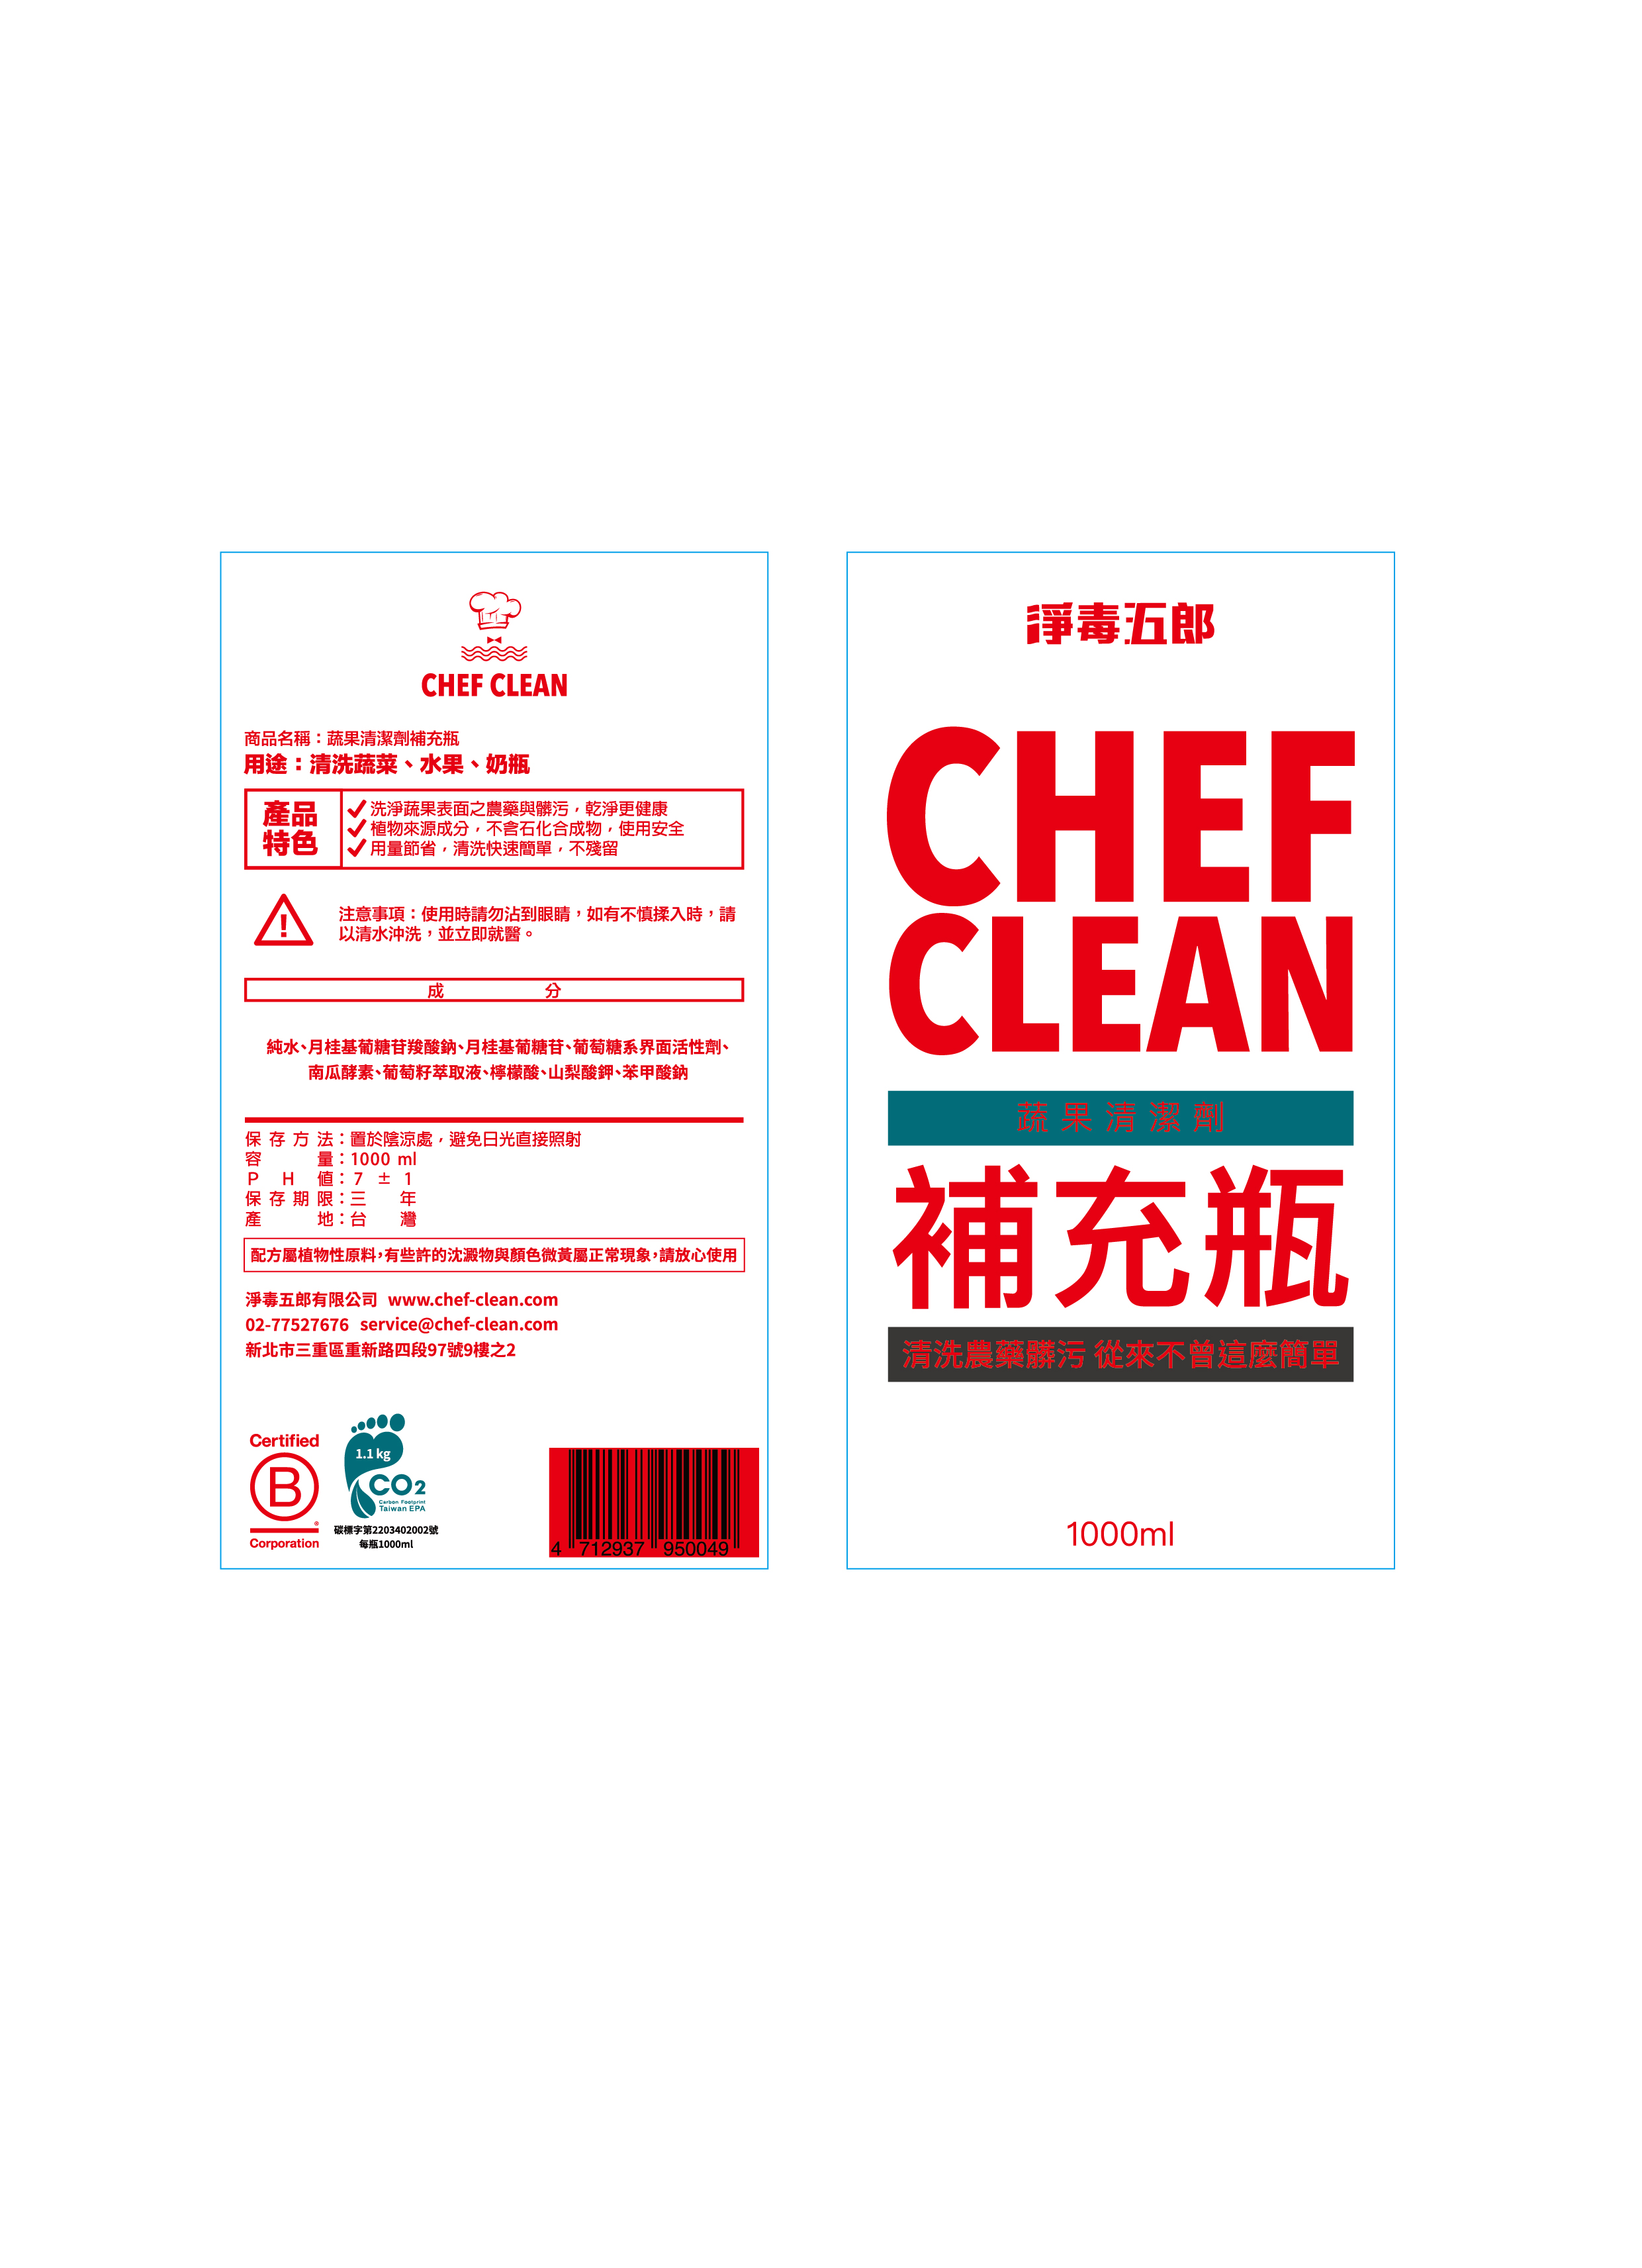 CHEF CLEAN
商品名稱：蔬果清潔劑補充瓶
用途：清洗蔬菜、水果、奶瓶
產品
特色
洗淨蔬果表面之農藥與髒污，乾淨更健康
植物來源成分，不含石化合成物，使用安全
用量節省，清洗快速簡單，不殘留
!
注意事項：使用時請勿沾到眼睛，如有不慎揉入時，請
以清水沖洗，並立即就醫。
成 分
純水、月桂基葡糖苷羧酸鈉、月桂基葡糖苷、葡萄糖系界面活性劑、
南瓜酵素、葡萄籽萃取液、檸檬酸、山梨酸鉀、苯甲酸鈉
保存方法：置於陰涼處，避免日光直接照射
容量：1000 ml
PH值：7 ± 1
保存期限：三 年
產地：台 灣
配方屬植物性原料，有些許的沈澱物與顏色微黃屬正常現象，請放心使用
淨毒五郎有限公司 www.chef-clean.com
02-77527676 service@chef-clean.com
新北市三重區重新路四段97號9樓之2
Certified
B
®
Corporation
1.1 kg
CO2
Carbon Footprint
Taiwan EPA
碳標字第2203402002號
每瓶1000ml
4 712937 950049
淨毒五郎
CHEF
CLEAN
蔬果清潔劑
補充瓶
清洗農藥髒污 從來不曾這麼簡單
1000ml